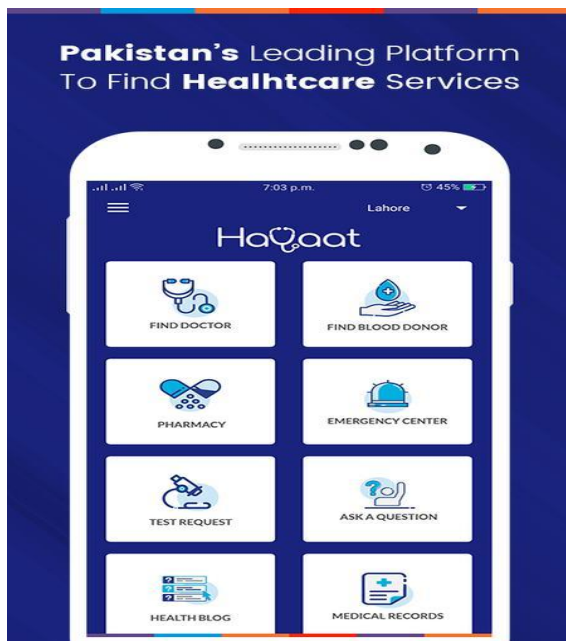 Pakistan's Leading Platform
To Find Healhtcare Services
7:03 p.m.
45%
Lahore
HaYaat
FIND DOCTOR
FIND BLOOD DONOR
PHARMACY
EMERGENCY CENTER
TEST REQUEST
ASK A QUESTION
HEALTH BLOG
MEDICAL RECORDS